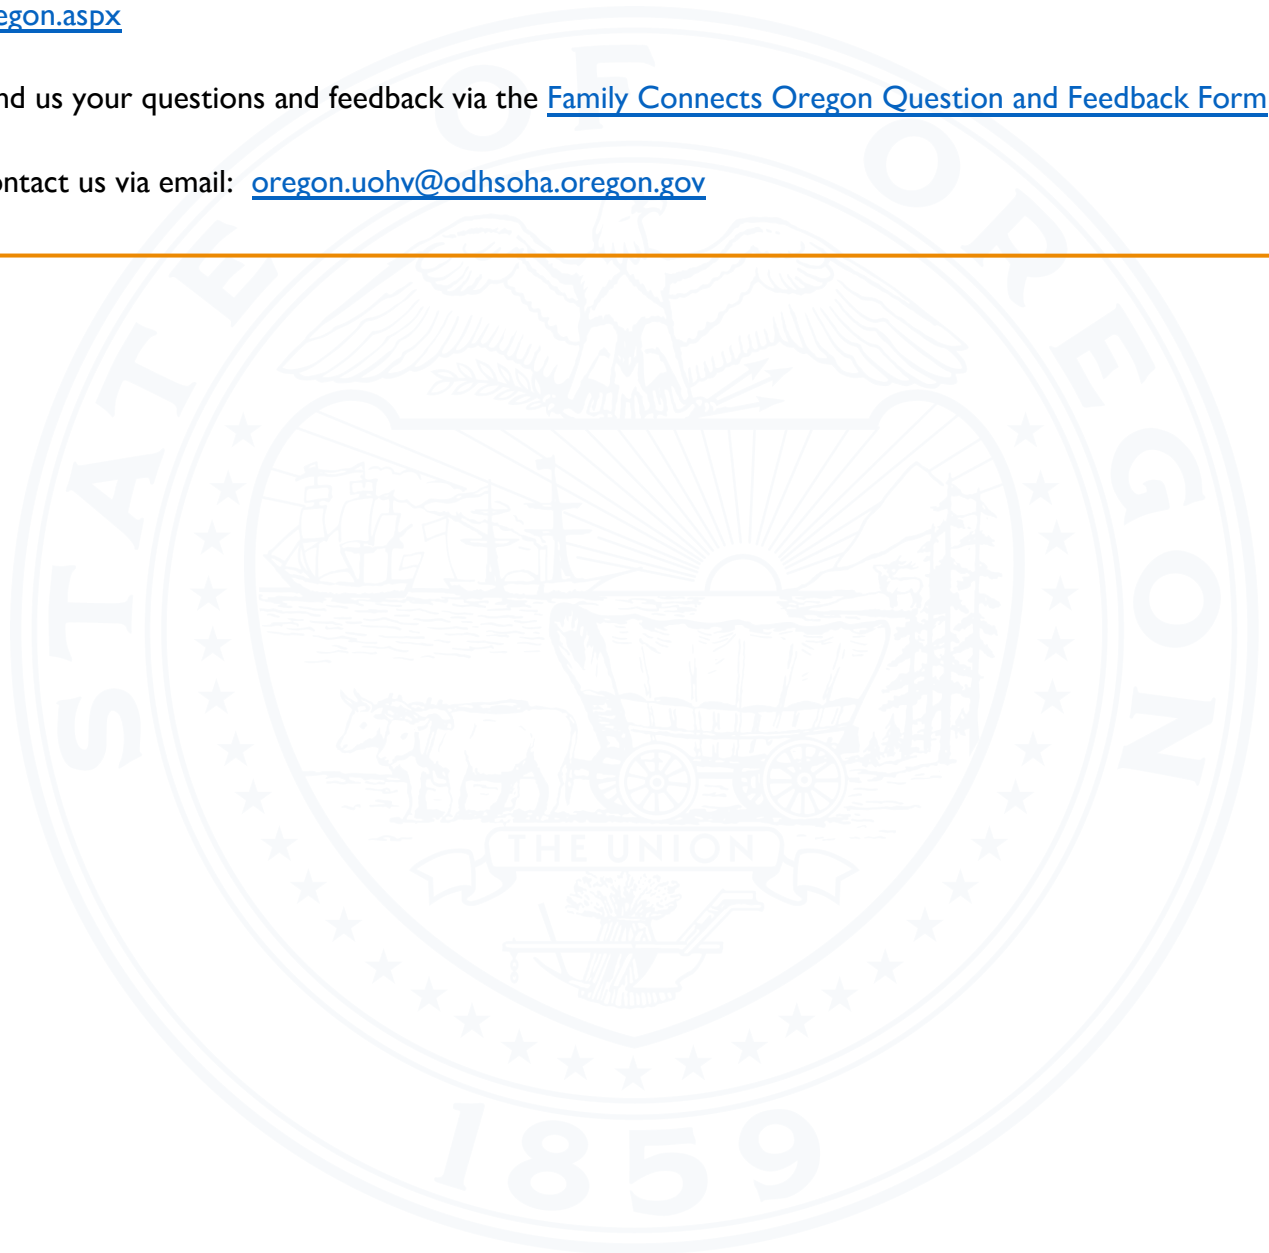 egon.aspx
nd us your questions and feedback via the Family Connects Oregon Question and Feedback Form
ontact us via email: oregon.uohv@odhsoha.oregon.gov
STATE OF OREGON
THE UNION
1859